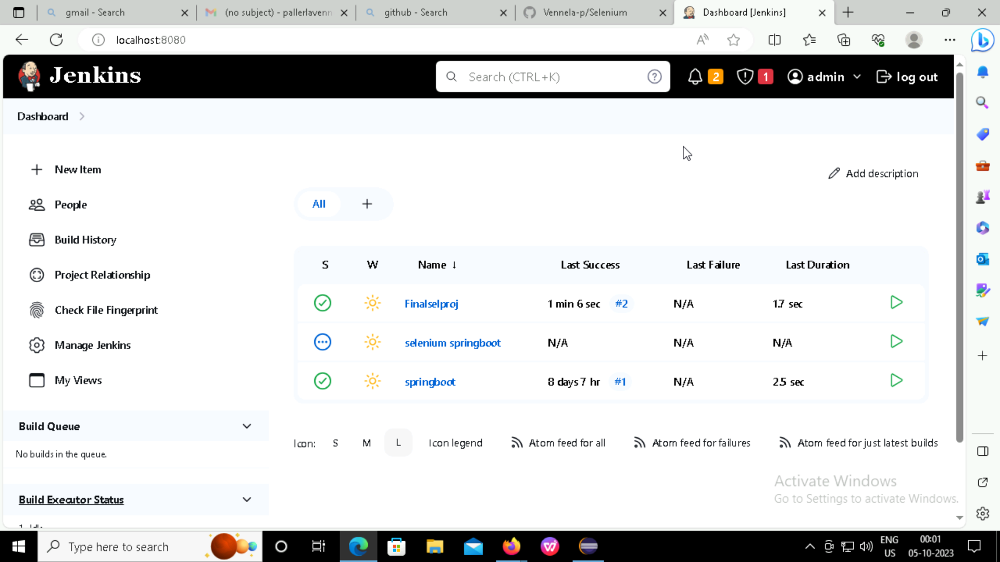 gmail - Search
(no subject) - pallerlavenn
github - Search
Vennela-p/Selenium
Dashboard [Jenkins]
localhost:8080
Jenkins
Search (CTRL+K)
2
1
admin
log out
Dashboard
New Item
People
Build History
Project Relationship
Check File Fingerprint
Manage Jenkins
My Views
Build Queue
No builds in the queue.
Build Executor Status
Add description
All
S W Name ↓ Last Success Last Failure Last Duration
Finalselproj 1 min 6 sec #2 N/A 1.7 sec
selenium springboot N/A N/A N/A
springboot 8 days 7 hr #1 N/A 2.5 sec
Icon: S M L Icon legend Atom feed for all Atom feed for failures Atom feed for just latest builds
Activate Windows
Go to Settings to activate Windows.
Type here to search
ENG
US
00:01
05-10-2023